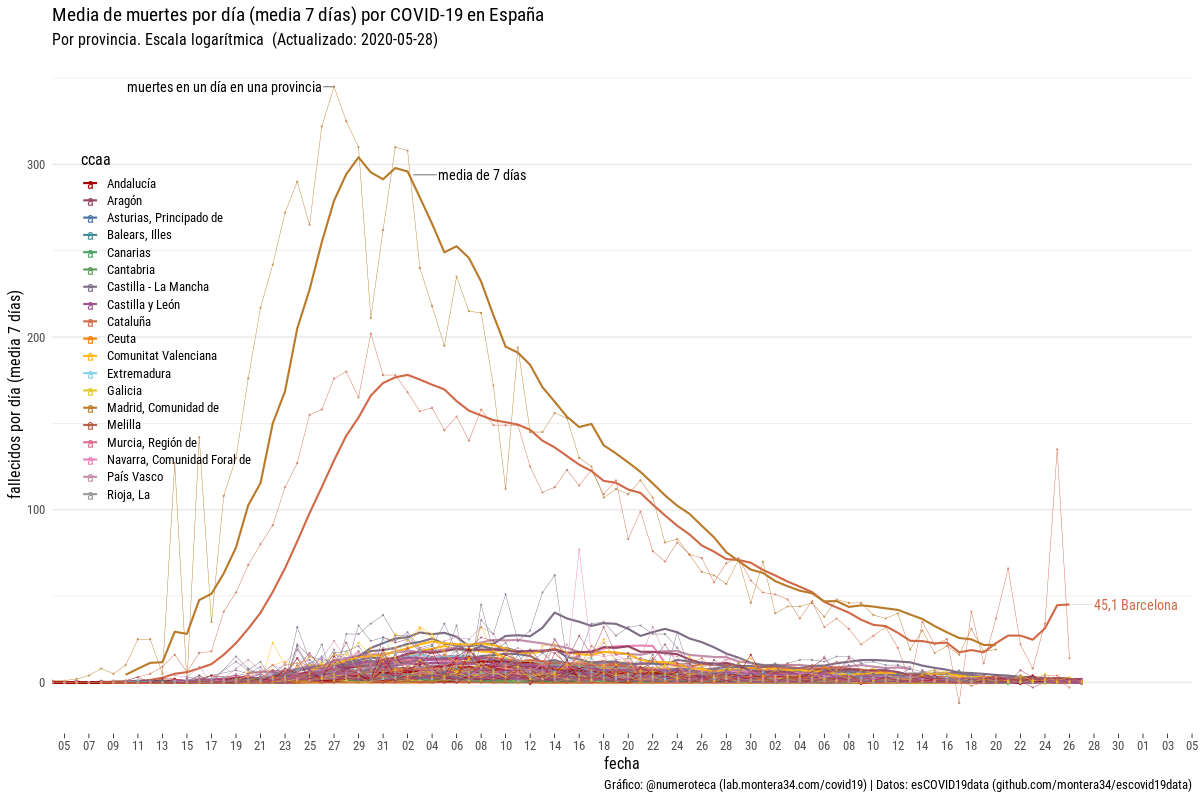 Media de muertes por día (media 7 días) por COVID-19 en España
Por provincia. Escala logarítmica  (Actualizado: 2020-05-28)
muertes en un día en una provincia
media de 7 días
ccaa
Andalucía
Aragón
Asturias, Principado de
Balears, Illes
Canarias
Cantabria
Castilla - La Mancha
Castilla y León
Cataluña
Ceuta
Comunitat Valenciana
Extremadura
Galicia
Madrid, Comunidad de
Melilla
Murcia, Región de
Navarra, Comunidad Foral de
País Vasco
Rioja, La
300
200
100
0
fallecidos por día (media 7 días)
45,1 Barcelona
05 07 09 11 13 15 17 19 21 23 25 27 29 31 02 04 06 08 10 12 14 16 18 20 22 24 26 28 30 02 04 06 08 10 12 14 16 18 20 22 24 26 28 30 01 03 05
fecha
Gráfico: @numeroteca (lab.montera34.com/covid19) | Datos: esCOVID19data (github.com/montera34/escovid19data)